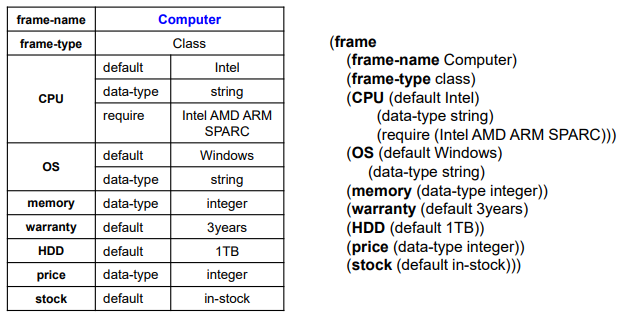 frame-name Computer
frame-type Class
CPU default Intel
data-type string
require Intel AMD ARM
SPARC
OS default Windows
data-type string
memory data-type integer
warranty default 3years
HDD default 1TB
price data-type integer
stock default in-stock
(frame
(frame-name Computer)
(frame-type class)
(CPU (default Intel)
(data-type string)
(require (Intel AMD ARM SPARC)))
(OS (default Windows)
(data-type string)
(memory (data-type integer))
(warranty (default 3years)
(HDD (default 1TB))
(price (data-type integer))
(stock (default in-stock)))